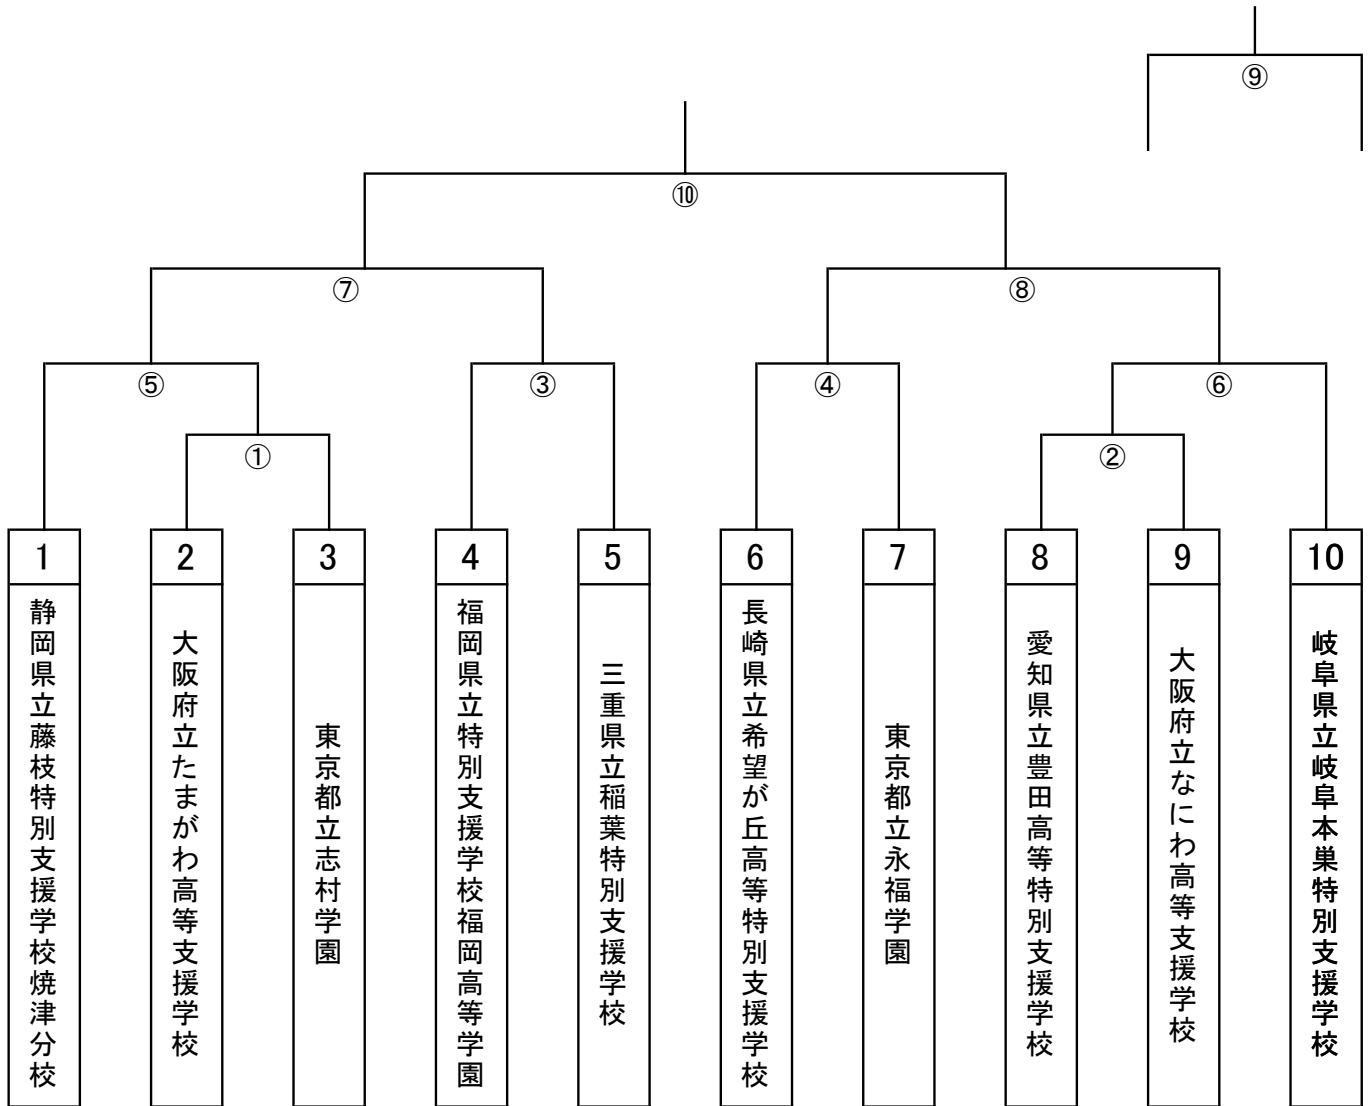 ⑨
⑩
⑦
⑧
⑤
③
④
⑥
①
②
1
2
3
4
5
6
7
8
9
10
静岡県立藤枝特別支援学校焼津分校
大阪府立たまがわ高等支援学校
東京都立志村学園
福岡県立特別支援学校福岡高等学園
三重県立稲葉特別支援学校
長崎県立希望が丘高等特別支援学校
東京都立永福学園
愛知県立豊田高等特別支援学校
大阪府立なにわ高等支援学校
岐阜県立岐阜本巣特別支援学校